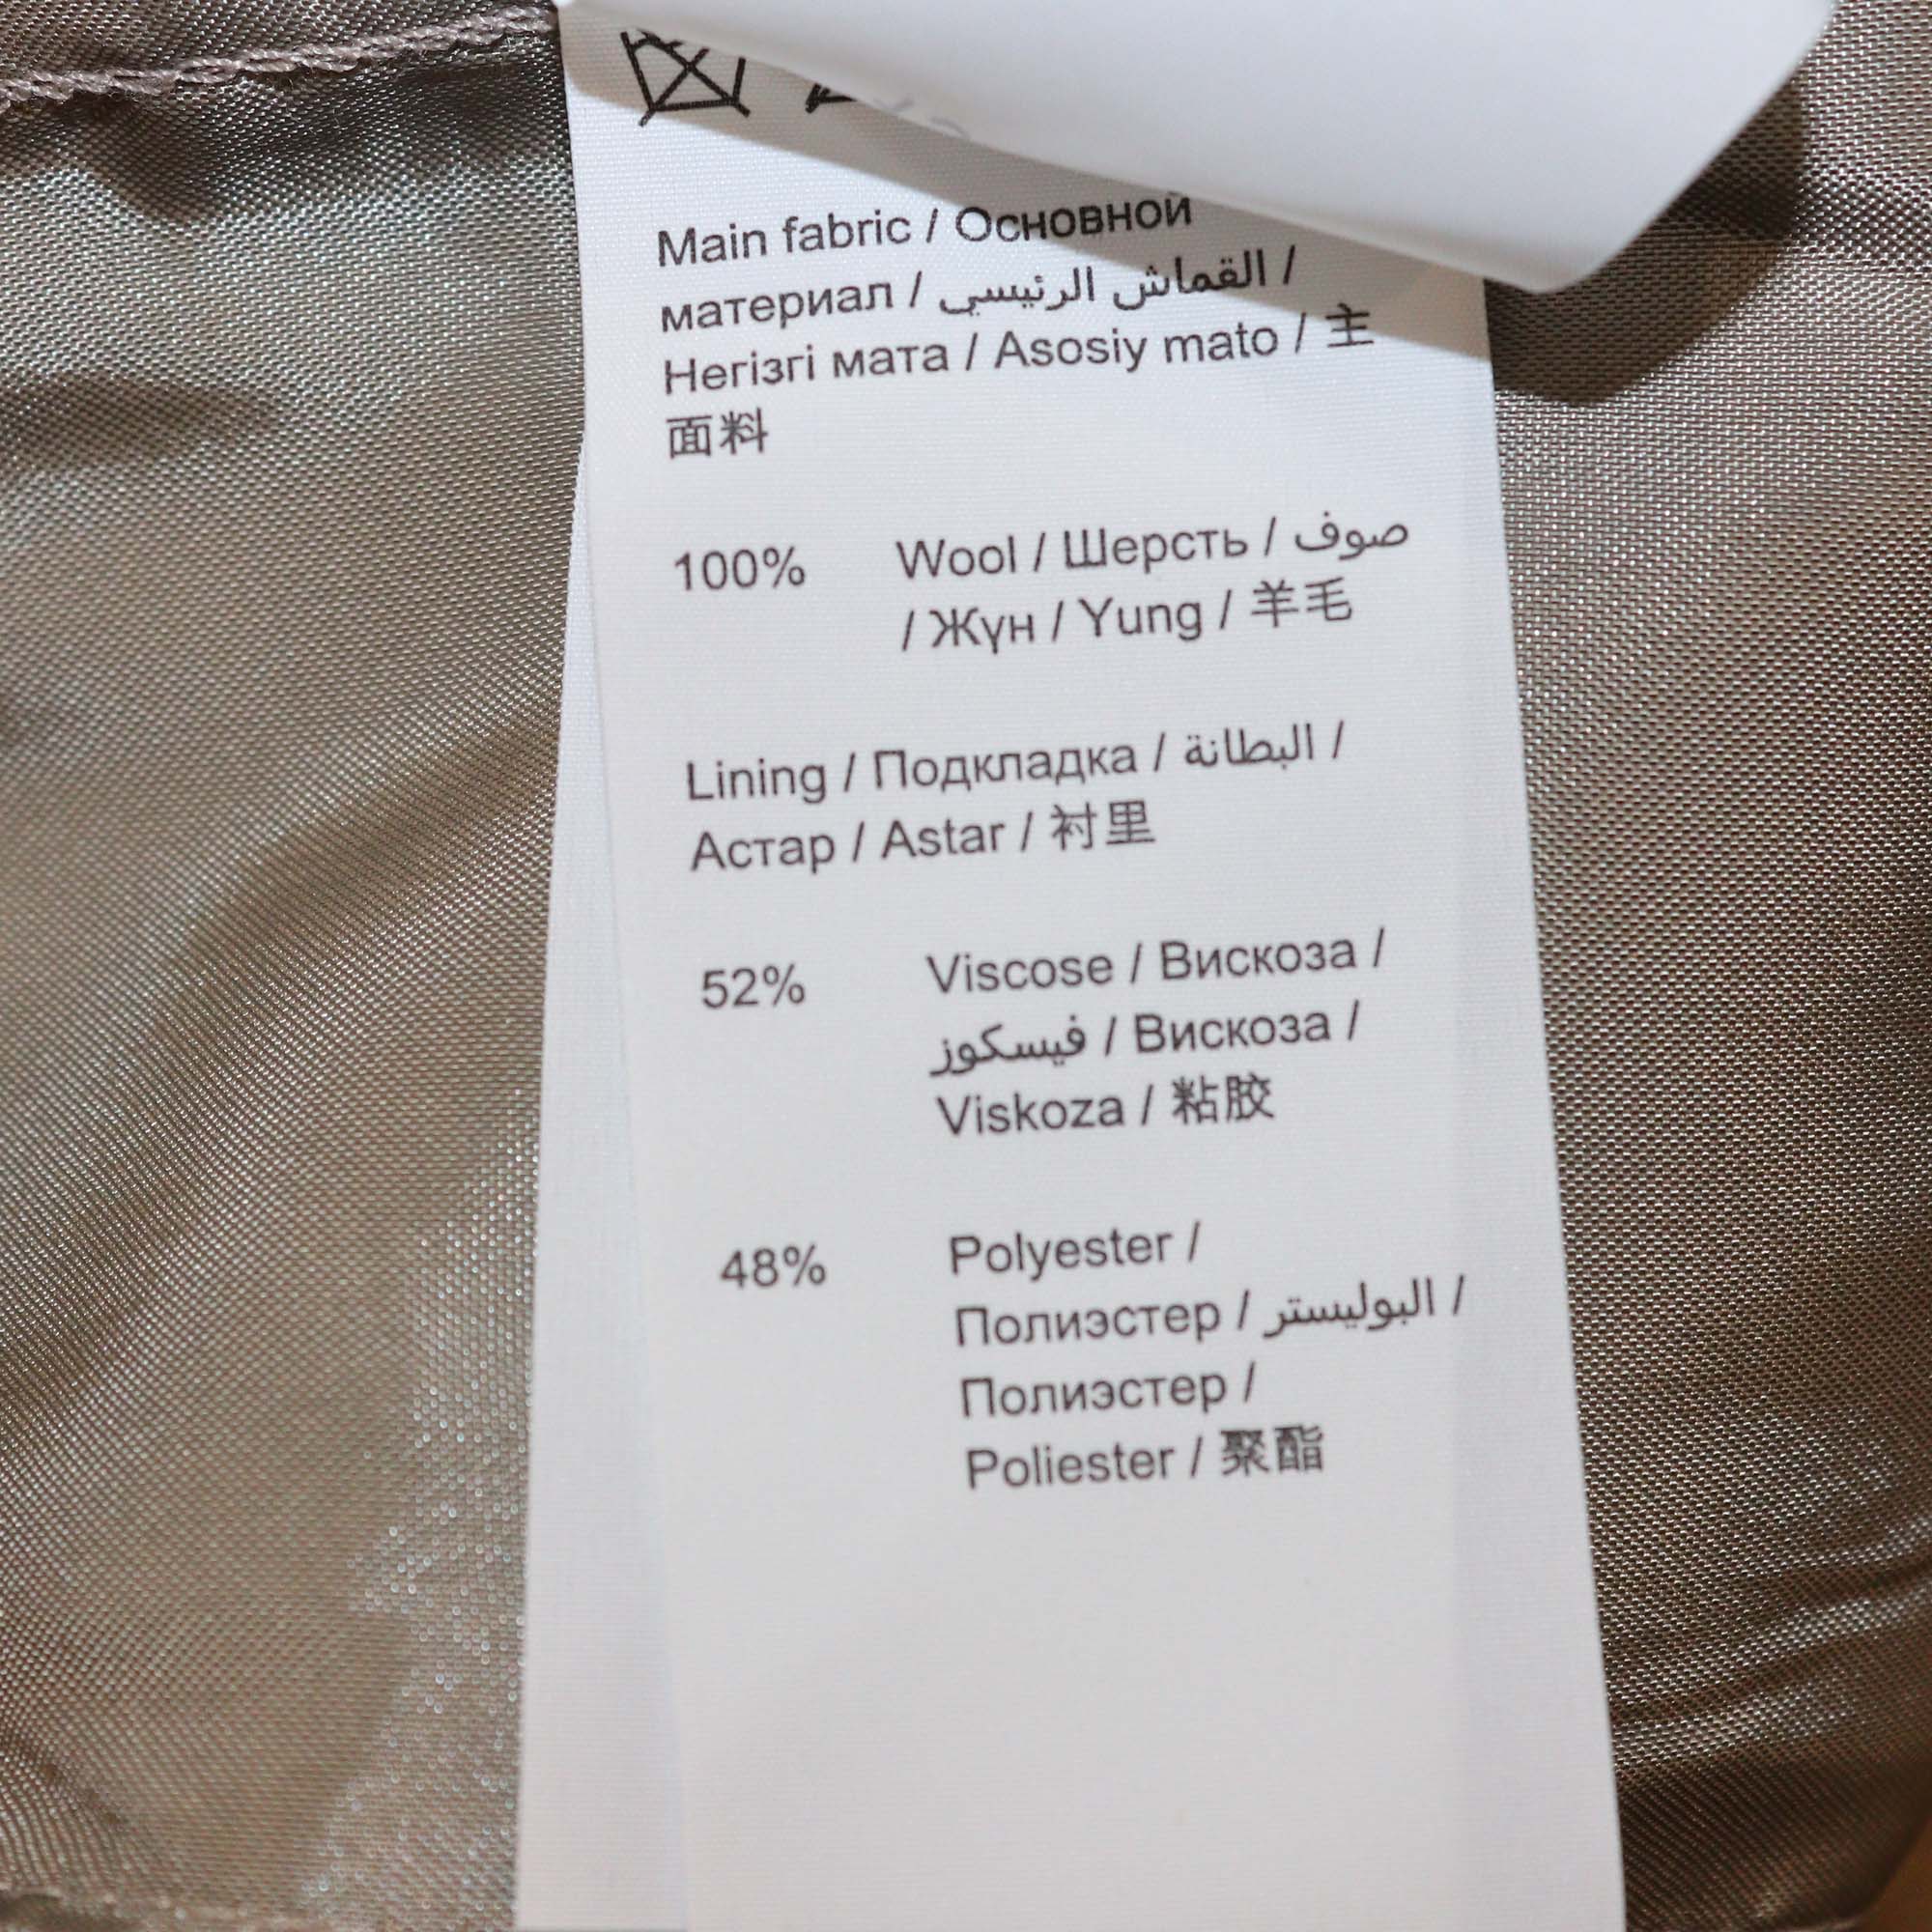 Main fabric / Основной
материал / القماش الرئيسي /
Негізгі мата / Asosiy mato / 主
面料
100% Wool / Шерсть / صوف
/ Жүн / Yung / 羊毛
Lining / Подкладка / البطانة /
Астар / Astar / 衬里
52% Viscose / Вискоза /
فيسكوز / Вискоза /
Viskoza / 粘胶
48% Polyester /
Полиэстер / البوليستر /
Полиэстер /
Poliester / 聚酯